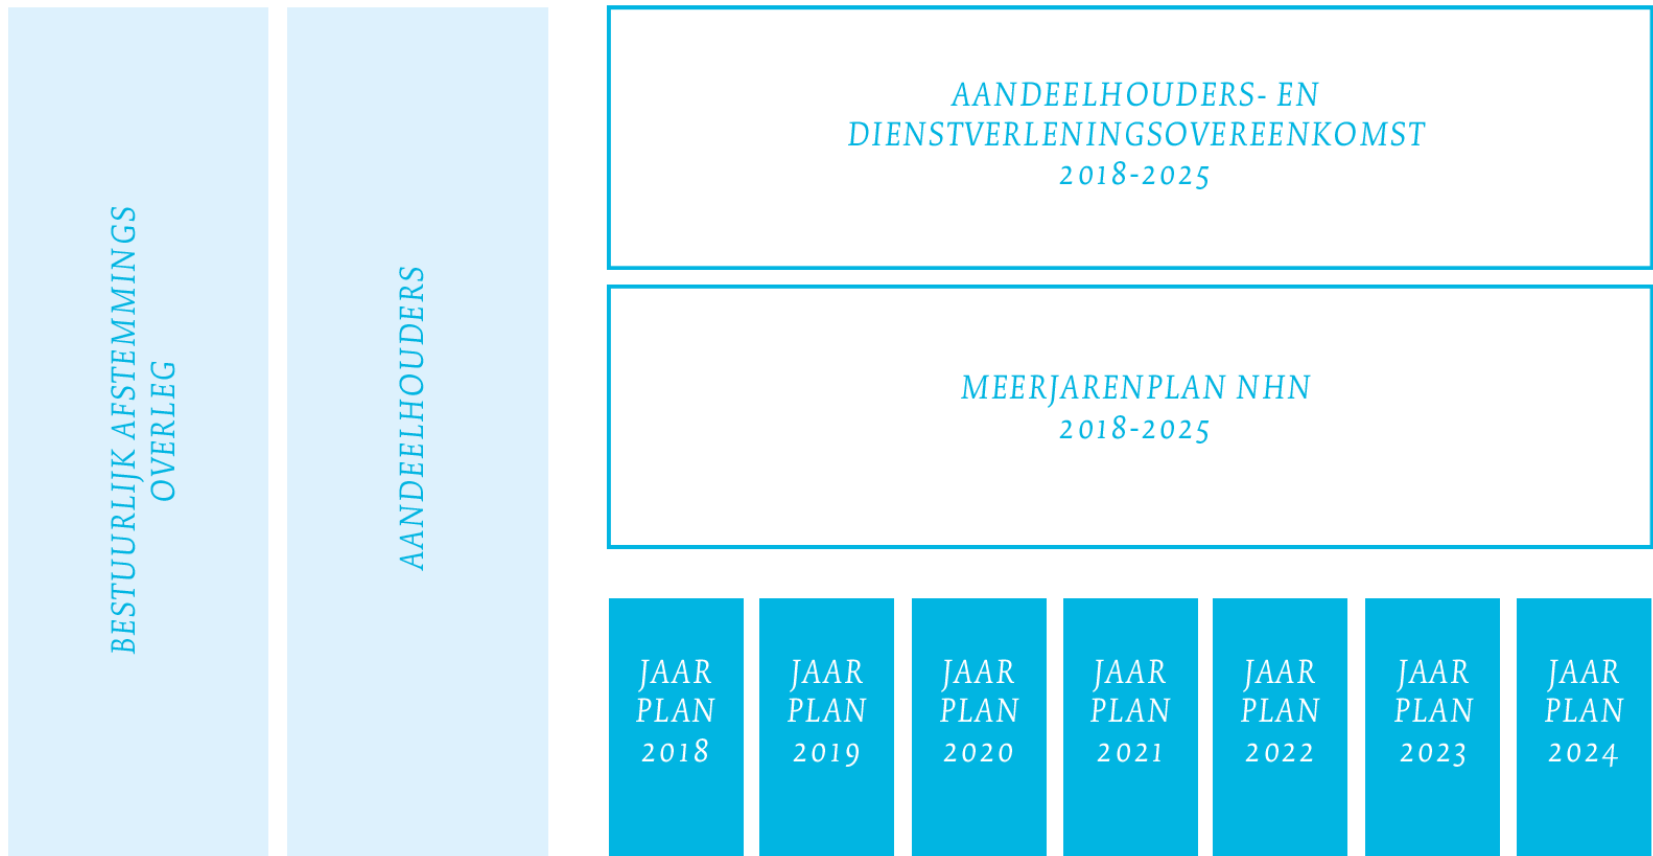 BESTUURLIJK AFSTEMMINGS
OVERLEG
AANDEELHOUDERS
AANDEELHOUDERS- EN
DIENSTVERLENINGSOVEREENKOMST
2018-2025
MEERJARENPLAN NHN
2018-2025
JAAR
PLAN
2018
JAAR
PLAN
2019
JAAR
PLAN
2020
JAAR
PLAN
2021
JAAR
PLAN
2022
JAAR
PLAN
2023
JAAR
PLAN
2024